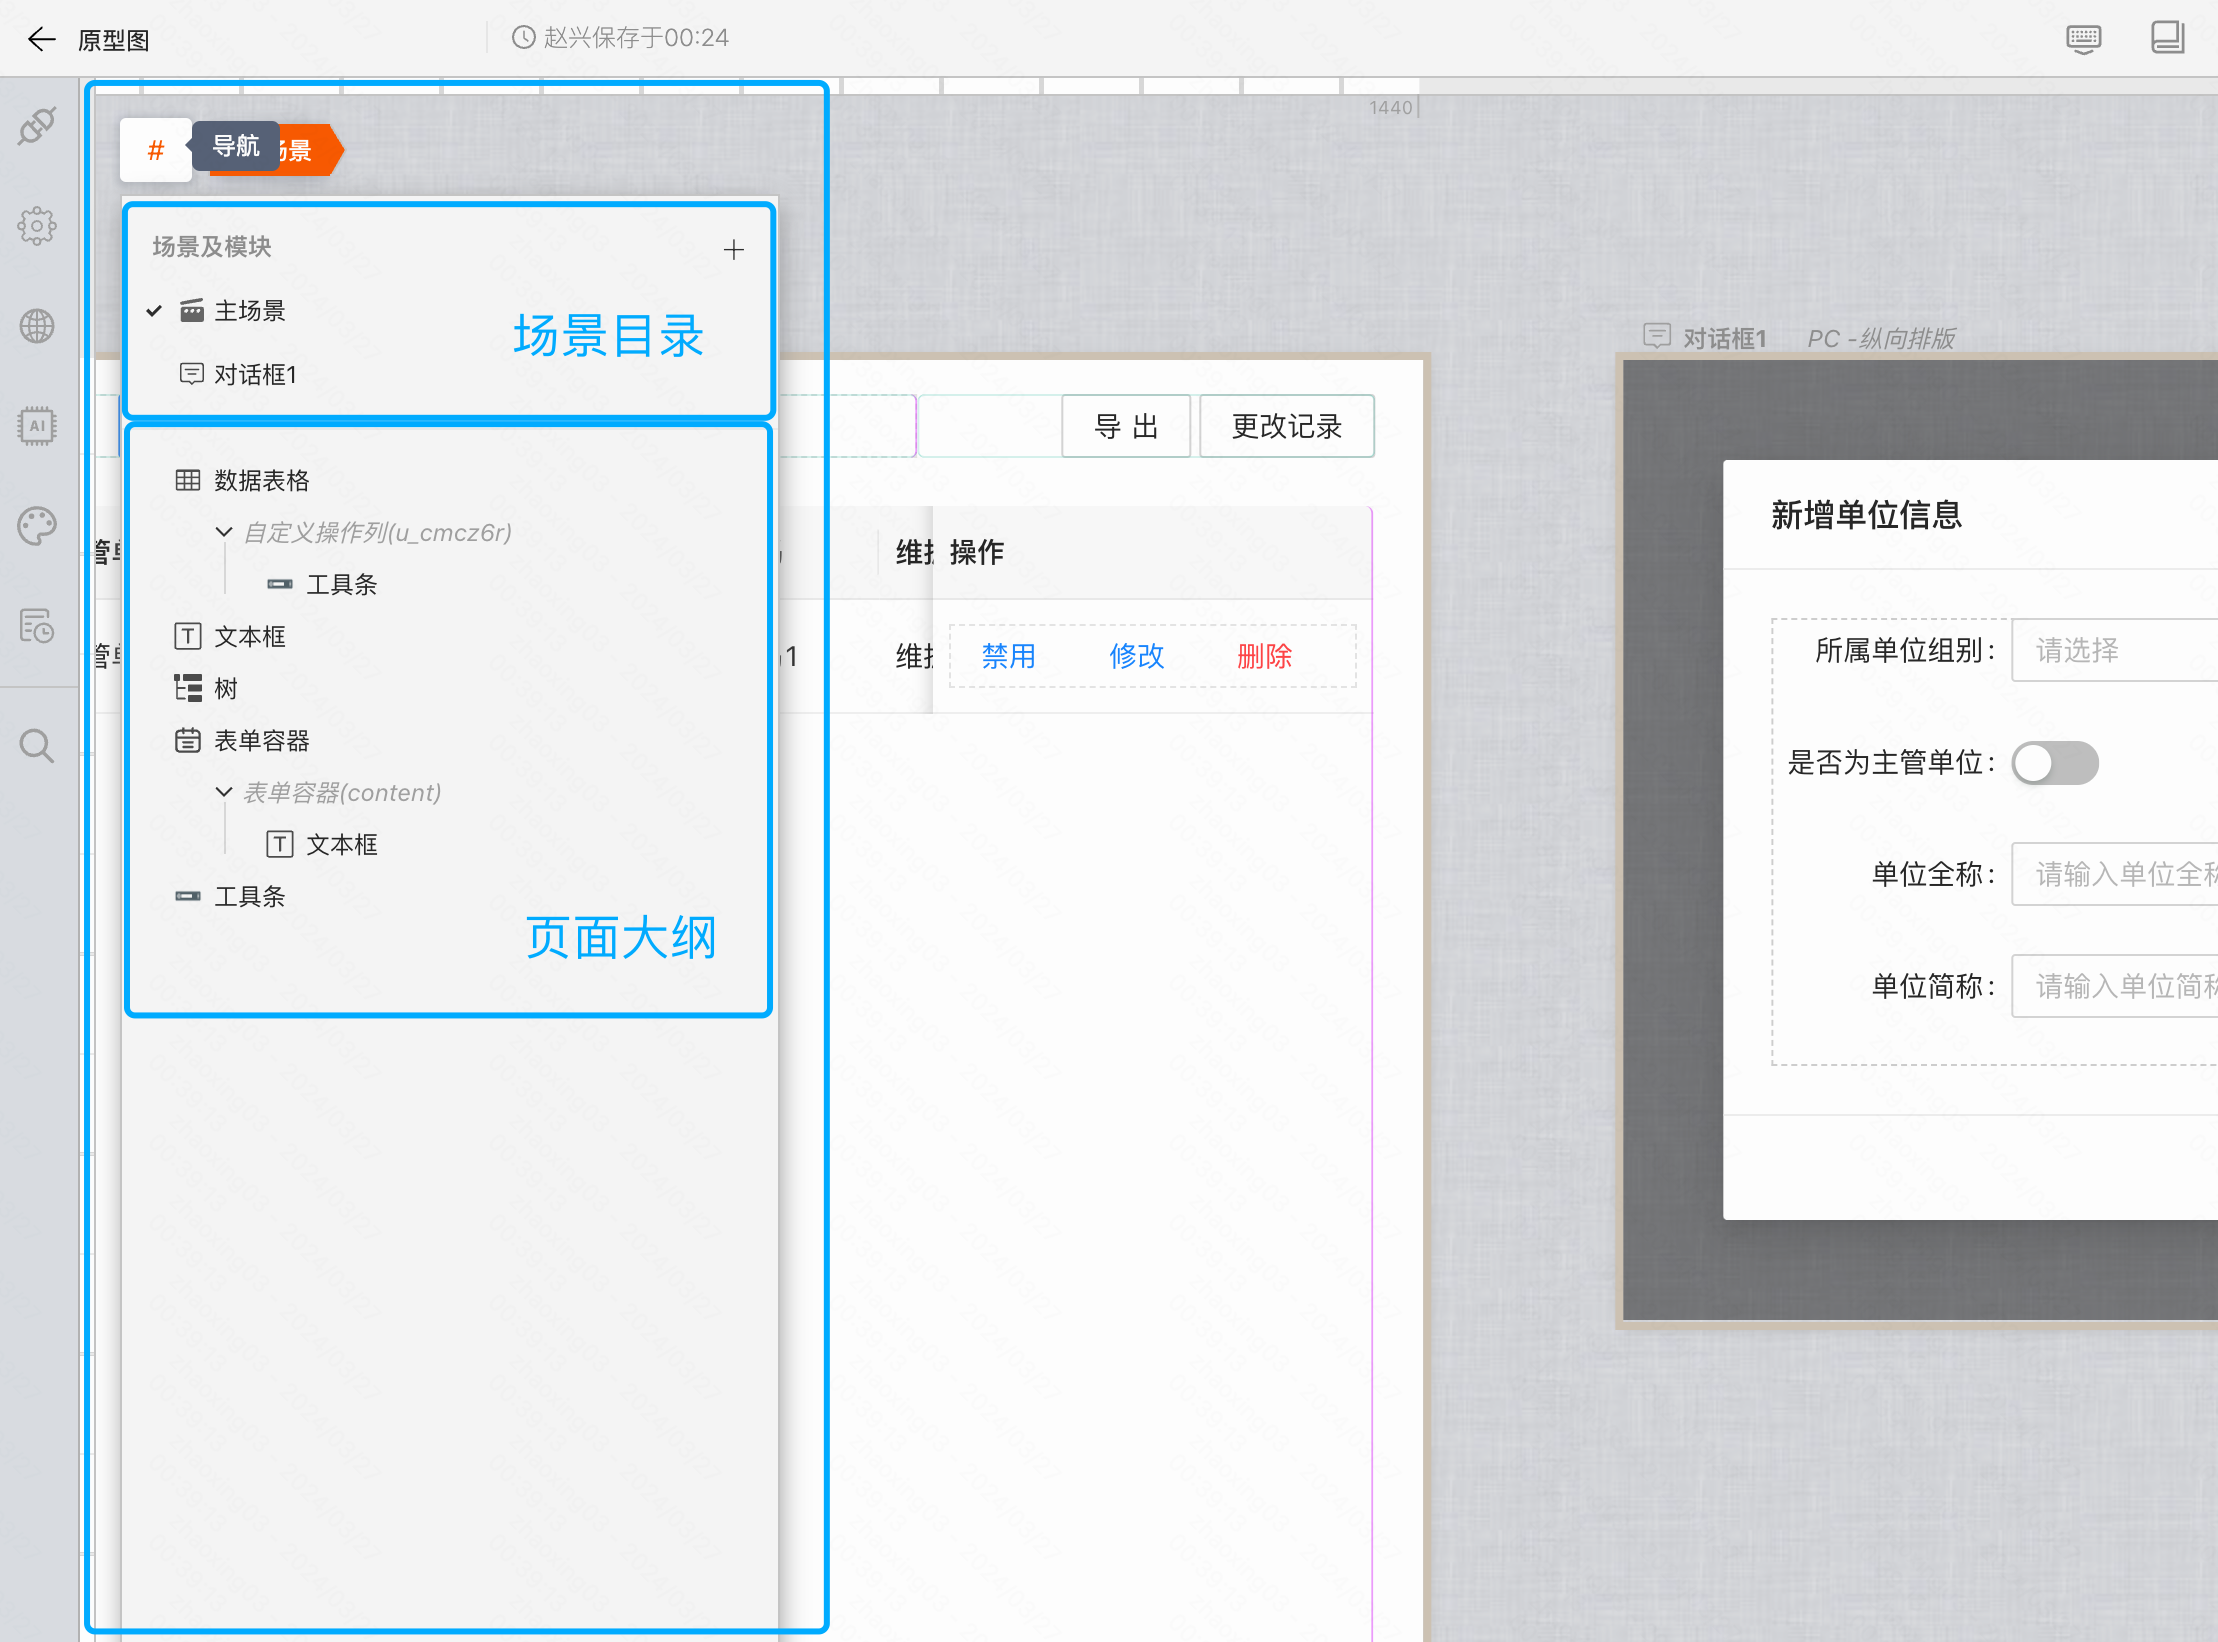 原型图
赵兴保存于00:24
1440
#
导航
景
场景及模块
主场景
场景目录
对话框1
对话框1 PC -纵向排版
导 出
更改记录
数据表格
自定义操作列(u_cmcz6r)
工具条
文本框
树
表单容器
表单容器(content)
文本框
工具条
页面大纲
操作
1
禁用
修改
删除
新增单位信息
所属单位组别:
请选择
是否为主管单位:
单位全称:
请输入单位全
单位简称:
请输入单位简
AI